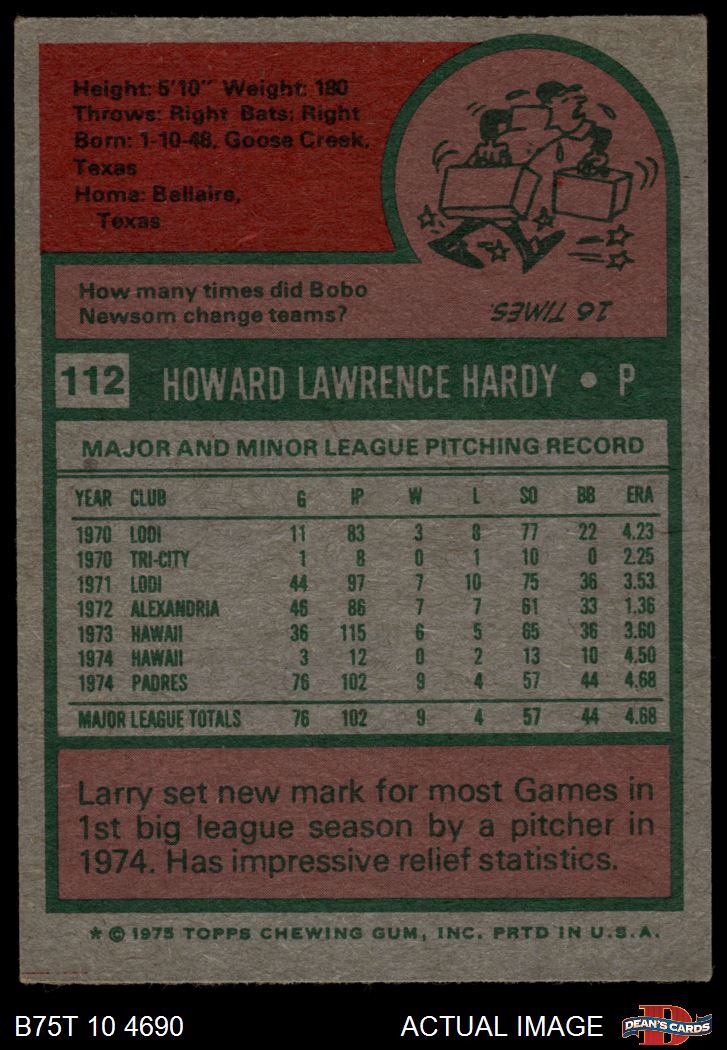 Height: 5'10" Weight: 180
Throws: Right Bats: Right
Born: 1-10-48, Goose Creek,
Texas
Home: Bellaire,
Texas
How many times did Bobo
Newsom change teams?
16 TIMES.
112 HOWARD LAWRENCE HARDY • P
MAJOR AND MINOR LEAGUE PITCHING RECORD
YEAR CLUB G IP W L SO BB ERA
1970 LODI 11 83 3 8 77 22 4.23
1970 TRI-CITY 1 8 0 1 10 0 2.25
1971 LODI 44 97 7 10 75 36 3.53
1972 ALEXANDRIA 46 86 7 7 61 33 1.36
1973 HAWAII 36 115 6 5 65 36 3.60
1974 HAWAII 3 12 0 2 13 10 4.50
1974 PADRES 76 102 9 4 57 44 4.68
MAJOR LEAGUE TOTALS 76 102 9 4 57 44 4.68
Larry set new mark for most Games in
1st big league season by a pitcher in
1974. Has impressive relief statistics.
* © 1975 TOPPS CHEWING GUM, INC. PRTD IN U.S.A.
B75T 10 4690 ACTUAL IMAGE D DEAN'S CARDS